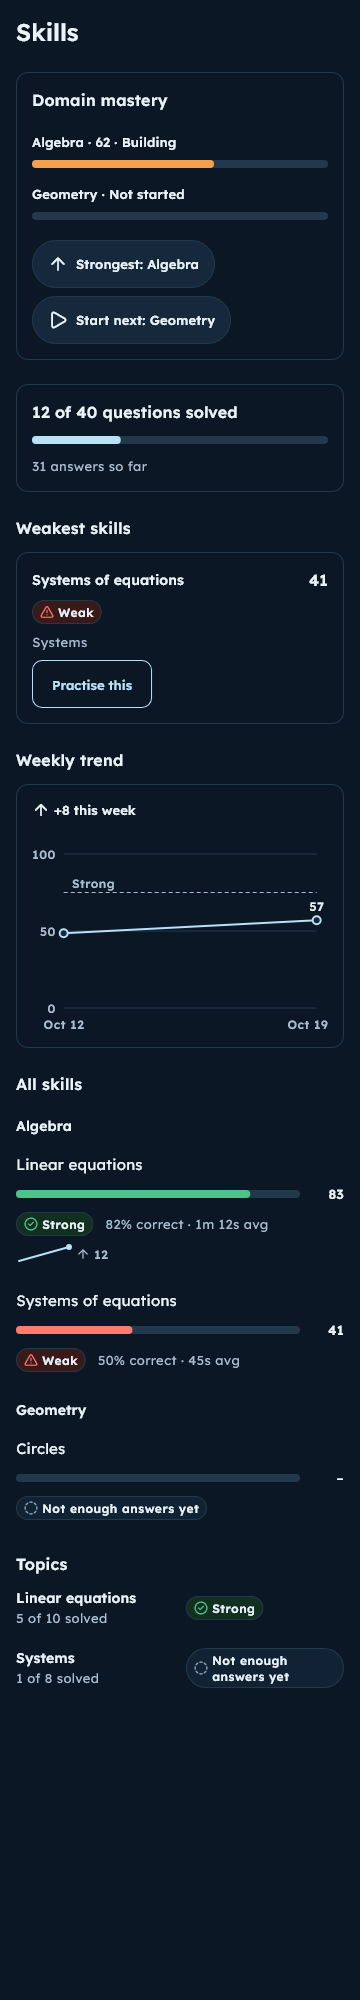 Skills
Domain mastery
Algebra · 62 · Building
Geometry · Not started
Strongest: Algebra
Start next: Geometry
12 of 40 questions solved
31 answers so far
Weakest skills
Systems of equations 41
Weak
Systems
Practise this
Weekly trend
+8 this week
100
Strong
57
50
0
Oct 12 Oct 19
All skills
Algebra
Linear equations
83
Strong 82% correct · 1m 12s avg
↑ 12
Systems of equations
41
Weak 50% correct · 45s avg
Geometry
Circles
–
Not enough answers yet
Topics
Linear equations
5 of 10 solved
Strong
Systems
1 of 8 solved
Not enough
answers yet